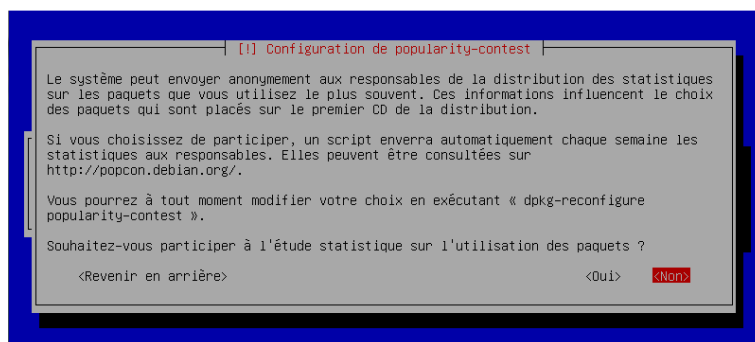 [!] Configuration de popularity-contest
Le système peut envoyer anonymement aux responsables de la distribution des statistiques
sur les paquets que vous utilisez le plus souvent. Ces informations influencent le choix
des paquets qui sont placés sur le premier CD de la distribution.
Si vous choisissez de participer, un script enverra automatiquement chaque semaine les
statistiques aux responsables. Elles peuvent être consultées sur
http://popcon.debian.org/.
Vous pourrez à tout moment modifier votre choix en exécutant « dpkg-reconfigure
popularity-contest ».
Souhaitez-vous participer à l'étude statistique sur l'utilisation des paquets ?
<Revenir en arrière> <Oui> <Non>